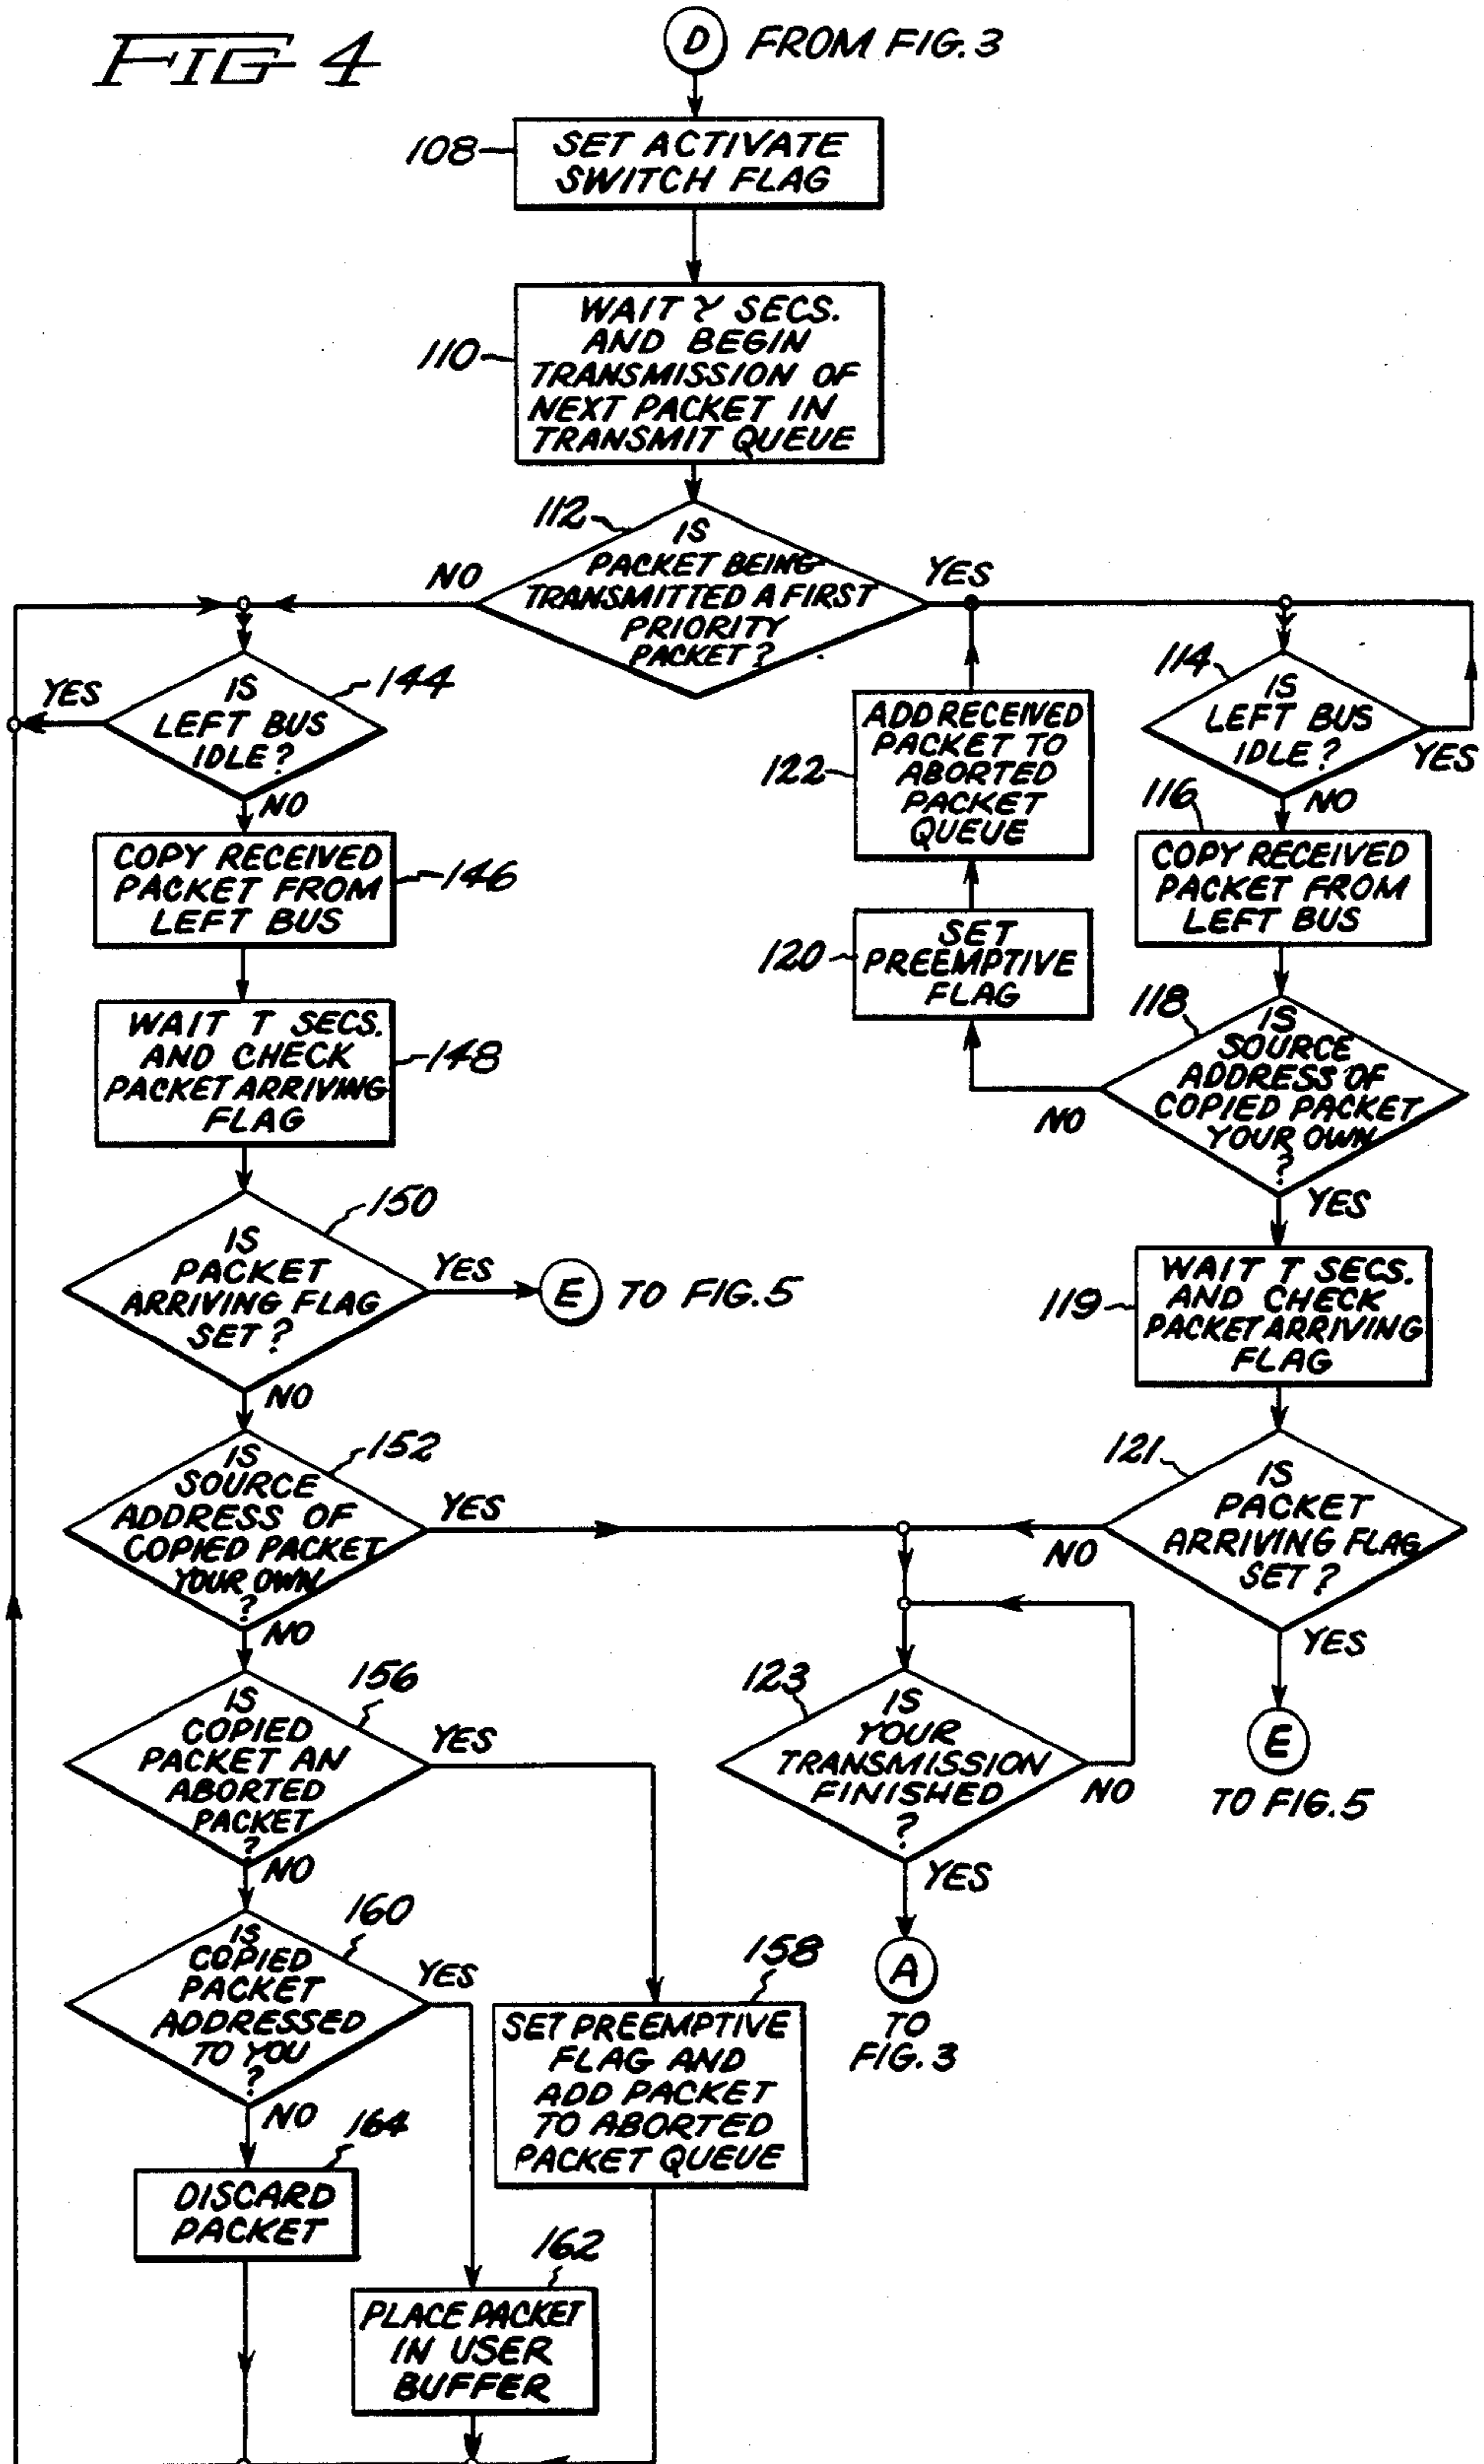 FIG 4
D FROM FIG. 3
108
SET ACTIVATE
SWITCH FLAG
110
WAIT τ SECS.
AND BEGIN
TRANSMISSION OF
NEXT PACKET IN
TRANSMIT QUEUE
112
IS
PACKET BEING
TRANSMITTED A FIRST
PRIORITY
PACKET?
NO
YES
144
IS
LEFT BUS
IDLE?
YES
NO
114
IS
LEFT BUS
IDLE?
YES
NO
122
ADD RECEIVED
PACKET TO
ABORTED
PACKET
QUEUE
116
COPY RECEIVED
PACKET FROM
LEFT BUS
COPY RECEIVED
PACKET FROM
LEFT BUS
146
120
SET
PREEMPTIVE
FLAG
118
IS
SOURCE
ADDRESS OF
COPIED PACKET
YOUR OWN
?
NO
YES
WAIT T SECS.
AND CHECK
PACKET ARRIVING
FLAG
148
150
IS
PACKET
ARRIVING FLAG
SET?
YES
E TO FIG. 5
NO
119
WAIT T SECS.
AND CHECK
PACKET ARRIVING
FLAG
152
IS
SOURCE
ADDRESS OF
COPIED PACKET
YOUR OWN
?
YES
NO
121
IS
PACKET
ARRIVING FLAG
SET?
NO
YES
E
TO FIG. 5
156
IS
COPIED
PACKET AN
ABORTED
PACKET
?
YES
NO
123
IS
YOUR
TRANSMISSION
FINISHED
?
NO
YES
A
TO
FIG. 3
160
IS
COPIED
PACKET
ADDRESSED
TO YOU
?
YES
NO
158
SET PREEMPTIVE
FLAG AND
ADD PACKET
TO ABORTED
PACKET QUEUE
164
DISCARD
PACKET
162
PLACE PACKET
IN USER
BUFFER